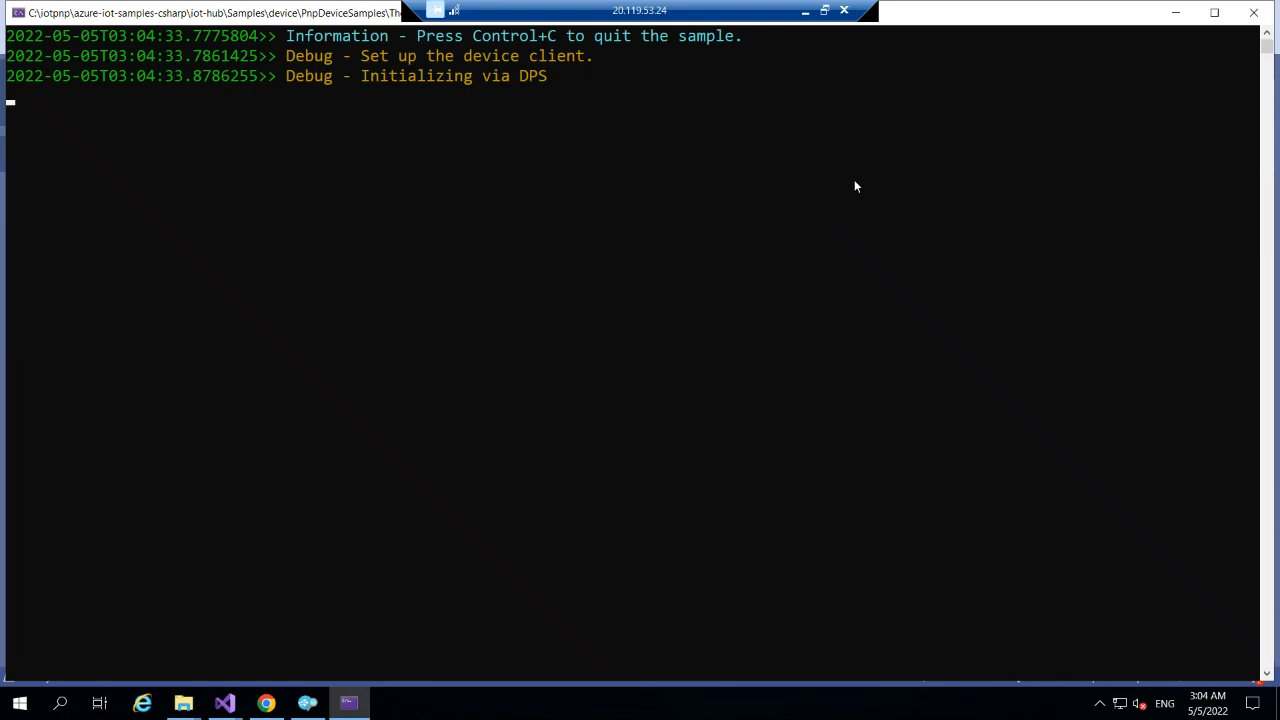 C:\iotpnp\azure-iot-samples-csharp\iot-hub\Samples\device\PnpDeviceSamples\The
20.119.53.24
2022-05-05T03:04:33.7775804>> Information - Press Control+C to quit the sample.
2022-05-05T03:04:33.7861425>> Debug - Set up the device client.
2022-05-05T03:04:33.8786255>> Debug - Initializing via DPS
ENG
3:04 AM
5/5/2022